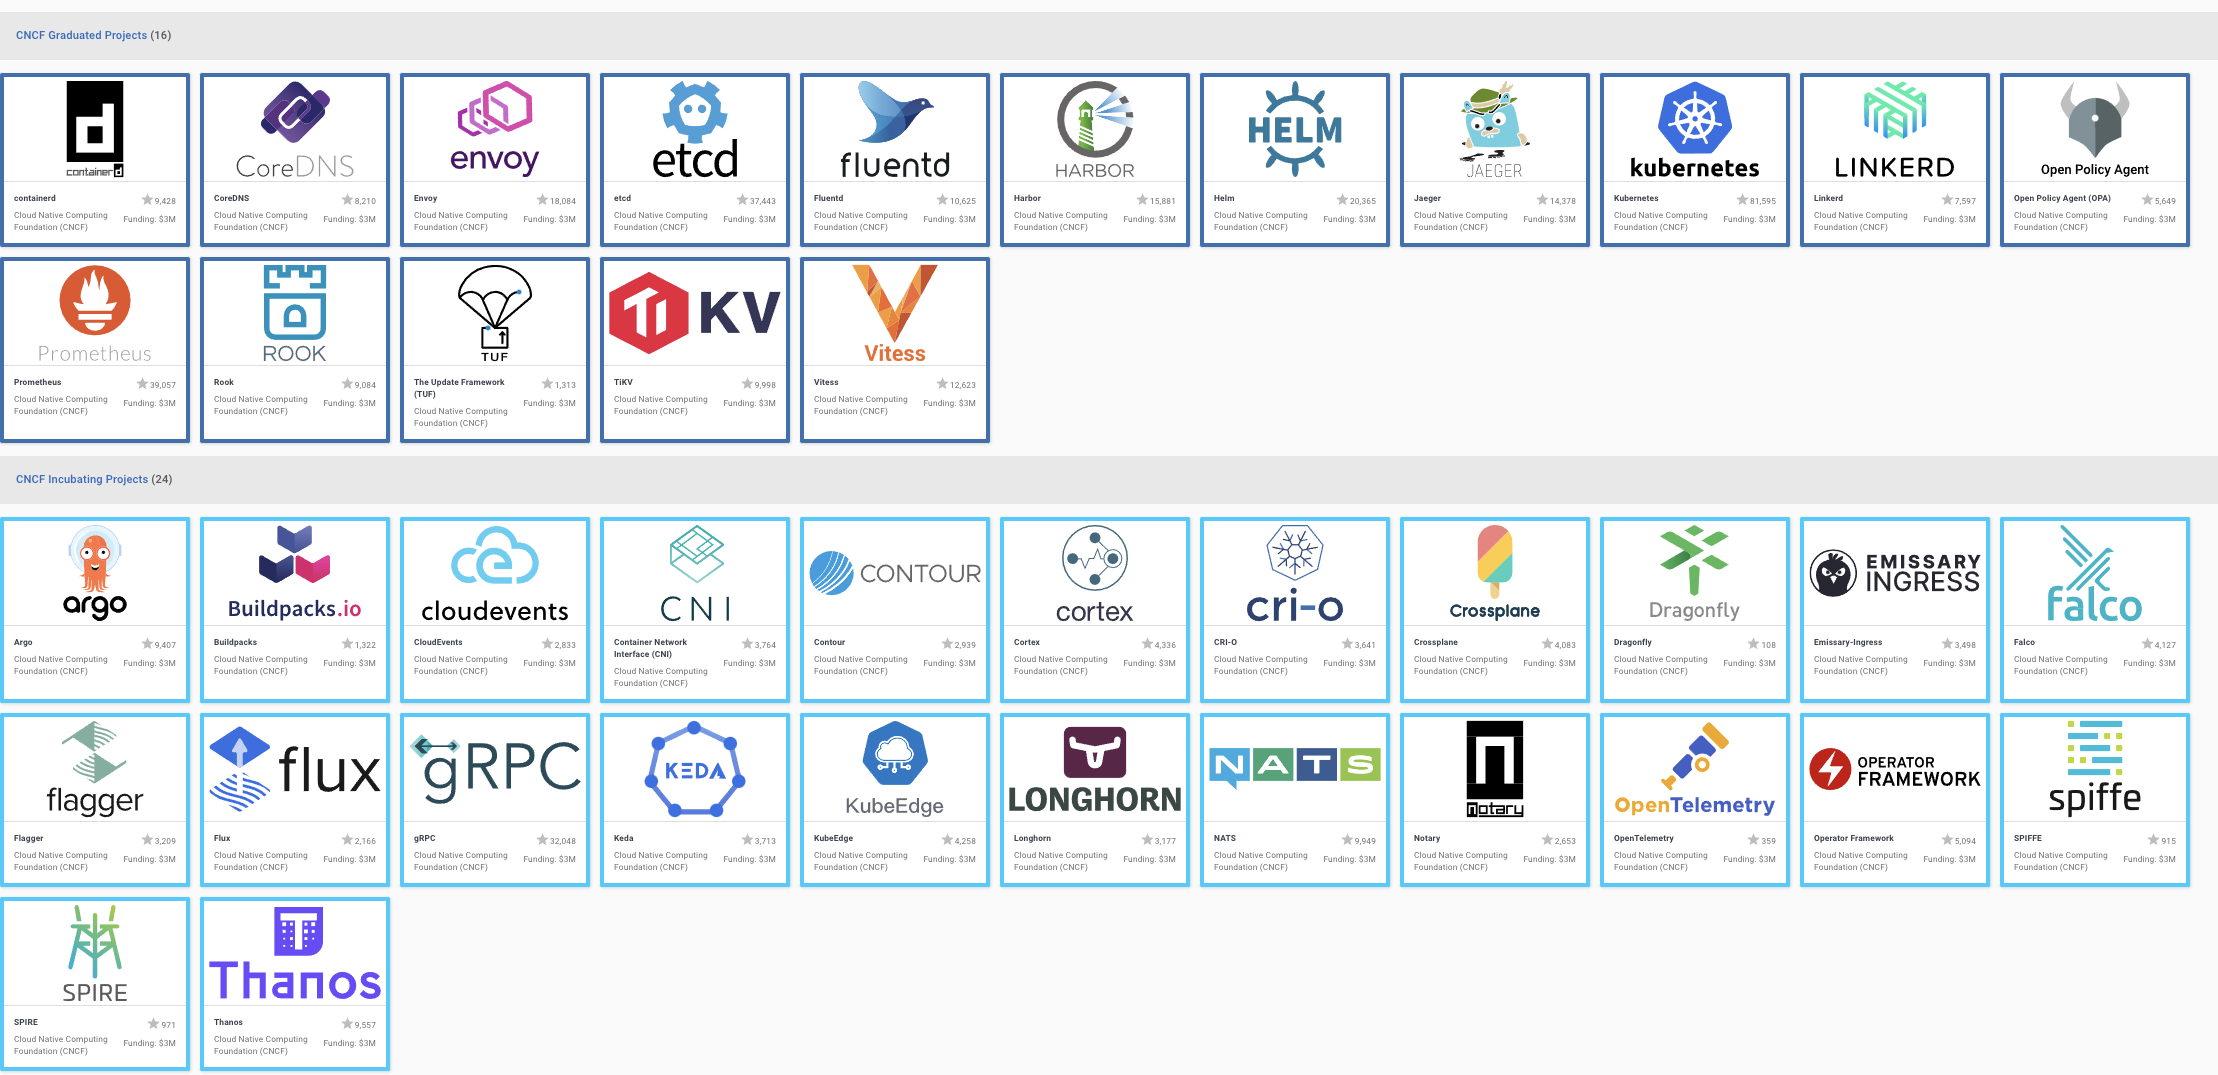 CNCF Graduated Projects (16)
containerd
CoreDNS
envoy
etcd
fluentd
HARBOR
HELM
JAEGER
kubernetes
LINKERD
Open Policy Agent
containerd 9,428
Cloud Native Computing Foundation (CNCF) Funding: $3M
CoreDNS 8,210
Cloud Native Computing Foundation (CNCF) Funding: $3M
Envoy 18,084
Cloud Native Computing Foundation (CNCF) Funding: $3M
etcd 37,443
Cloud Native Computing Foundation (CNCF) Funding: $3M
Fluentd 10,625
Cloud Native Computing Foundation (CNCF) Funding: $3M
Harbor 15,881
Cloud Native Computing Foundation (CNCF) Funding: $3M
Helm 20,365
Cloud Native Computing Foundation (CNCF) Funding: $3M
Jaeger 14,378
Cloud Native Computing Foundation (CNCF) Funding: $3M
Kubernetes 81,595
Cloud Native Computing Foundation (CNCF) Funding: $3M
Linkerd 7,597
Cloud Native Computing Foundation (CNCF) Funding: $3M
Open Policy Agent (OPA) 5,649
Cloud Native Computing Foundation (CNCF) Funding: $3M
Prometheus
ROOK
TUF
TiKV
Vitess
Prometheus 39,057
Cloud Native Computing Foundation (CNCF) Funding: $3M
Rook 9,084
Cloud Native Computing Foundation (CNCF) Funding: $3M
The Update Framework (TUF) 1,313
Cloud Native Computing Foundation (CNCF) Funding: $3M
TiKV 9,998
Cloud Native Computing Foundation (CNCF) Funding: $3M
Vitess 12,623
Cloud Native Computing Foundation (CNCF) Funding: $3M
CNCF Incubating Projects (24)
argo
Buildpacks.io
cloudevents
CNI
CONTOUR
cortex
cri-o
Crossplane
Dragonfly
EMISSARY INGRESS
falco
Argo 9,407
Cloud Native Computing Foundation (CNCF) Funding: $3M
Buildpacks 1,322
Cloud Native Computing Foundation (CNCF) Funding: $3M
CloudEvents 2,833
Cloud Native Computing Foundation (CNCF) Funding: $3M
Container Network Interface (CNI) 3,764
Cloud Native Computing Foundation (CNCF) Funding: $3M
Contour 2,939
Cloud Native Computing Foundation (CNCF) Funding: $3M
Cortex 4,336
Cloud Native Computing Foundation (CNCF) Funding: $3M
CRI-O 3,641
Cloud Native Computing Foundation (CNCF) Funding: $3M
Crossplane 4,083
Cloud Native Computing Foundation (CNCF) Funding: $3M
Dragonfly 108
Cloud Native Computing Foundation (CNCF) Funding: $3M
Emissary-Ingress 3,498
Cloud Native Computing Foundation (CNCF) Funding: $3M
Falco 4,127
Cloud Native Computing Foundation (CNCF) Funding: $3M
flagger
flux
gRPC
KEDA
KubeEdge
LONGHORN
NATS
notary
OpenTelemetry
OPERATOR FRAMEWORK
spiffe
Flagger 3,209
Cloud Native Computing Foundation (CNCF) Funding: $3M
Flux 2,166
Cloud Native Computing Foundation (CNCF) Funding: $3M
gRPC 32,048
Cloud Native Computing Foundation (CNCF) Funding: $3M
Keda 3,713
Cloud Native Computing Foundation (CNCF) Funding: $3M
KubeEdge 4,258
Cloud Native Computing Foundation (CNCF) Funding: $3M
Longhorn 3,177
Cloud Native Computing Foundation (CNCF) Funding: $3M
NATS 9,949
Cloud Native Computing Foundation (CNCF) Funding: $3M
Notary 2,653
Cloud Native Computing Foundation (CNCF) Funding: $3M
OpenTelemetry 359
Cloud Native Computing Foundation (CNCF) Funding: $3M
Operator Framework 5,094
Cloud Native Computing Foundation (CNCF) Funding: $3M
SPIFFE 915
Cloud Native Computing Foundation (CNCF) Funding: $3M
SPIRE
Thanos
SPIRE 971
Cloud Native Computing Foundation (CNCF) Funding: $3M
Thanos 9,557
Cloud Native Computing Foundation (CNCF) Funding: $3M